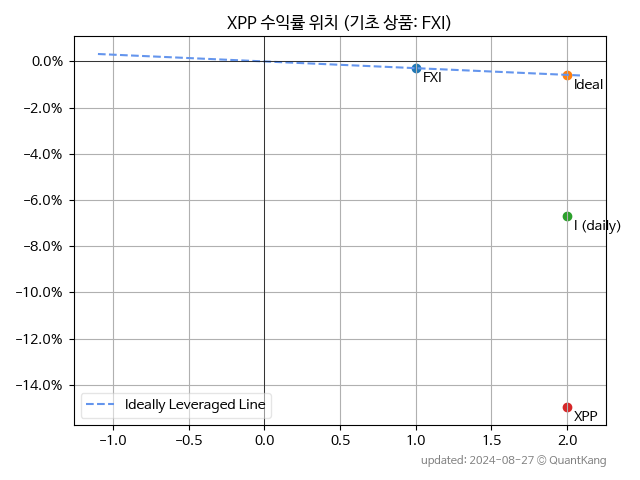 XPP 수익률 위치 (기초 상품: FXI)
0.0%
−2.0%
−4.0%
−6.0%
−8.0%
−10.0%
−12.0%
−14.0%
FXI
Ideal
I (daily)
XPP
Ideally Leveraged Line
−1.0 −0.5 0.0 0.5 1.0 1.5 2.0
updated: 2024-08-27 © QuantKang